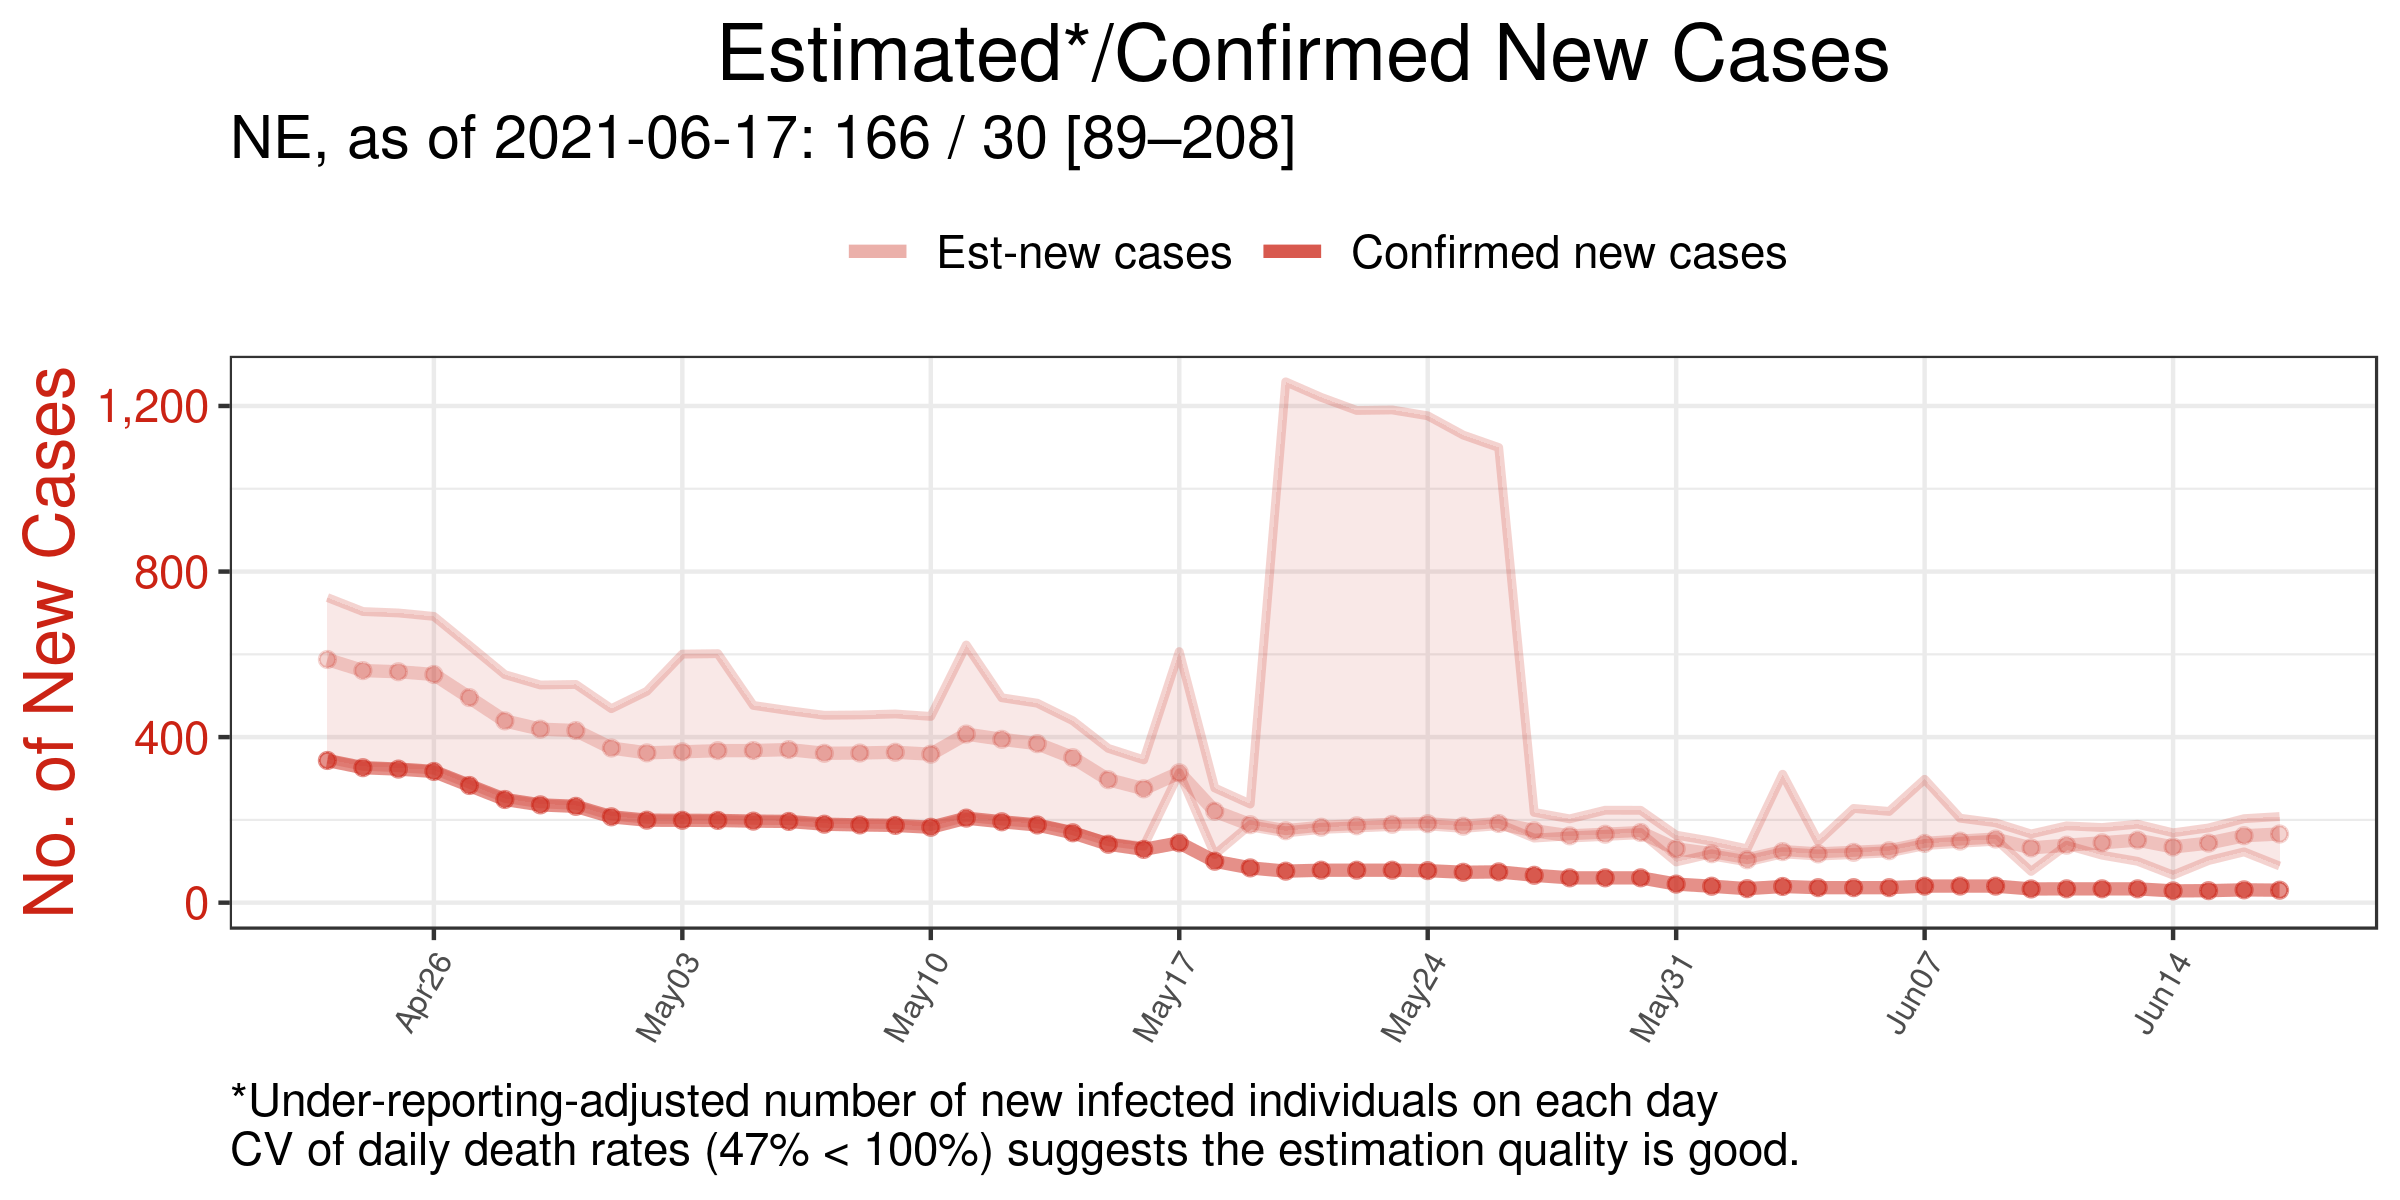 Estimated*/Confirmed New Cases
NE, as of 2021-06-17: 166 / 30 [89–208]
Est-new cases
Confirmed new cases
No. of New Cases
1,200
800
400
0
Apr26
May03
May10
May17
May24
May31
Jun07
Jun14
*Under-reporting-adjusted number of new infected individuals on each day
CV of daily death rates (47% < 100%) suggests the estimation quality is good.